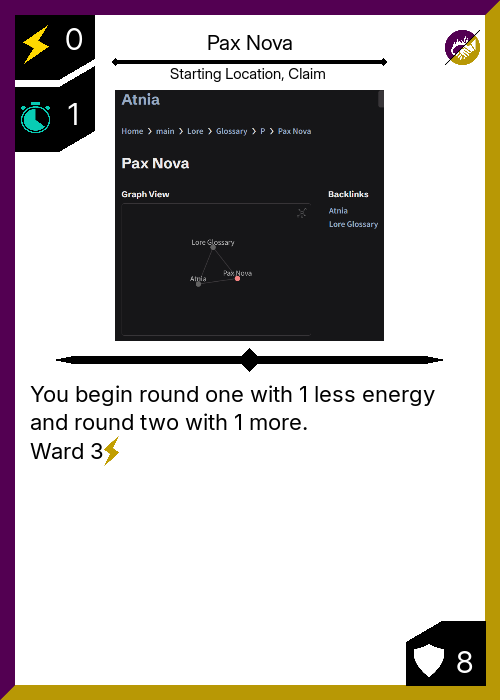 0
Pax Nova
Starting Location, Claim
1
Atnia
Home > main > Lore > Glossary > P > Pax Nova
Pax Nova
Graph View
Backlinks
Atnia
Lore Glossary
Lore Glossary
Pax Nova
Atnia
You begin round one with 1 less energy
and round two with 1 more.
Ward 3
8